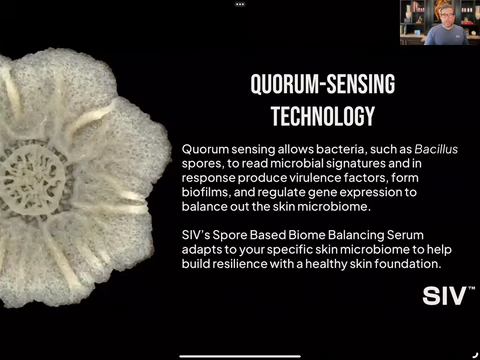 QUORUM-SENSING
TECHNOLOGY
Quorum sensing allows bacteria, such as Bacillus
spores, to read microbial signatures and in
response produce virulence factors, form
biofilms, and regulate gene expression to
balance out the skin microbiome.
SIV's Spore Based Biome Balancing Serum
adapts to your specific skin microbiome to help
build resilience with a healthy skin foundation.
SIV™